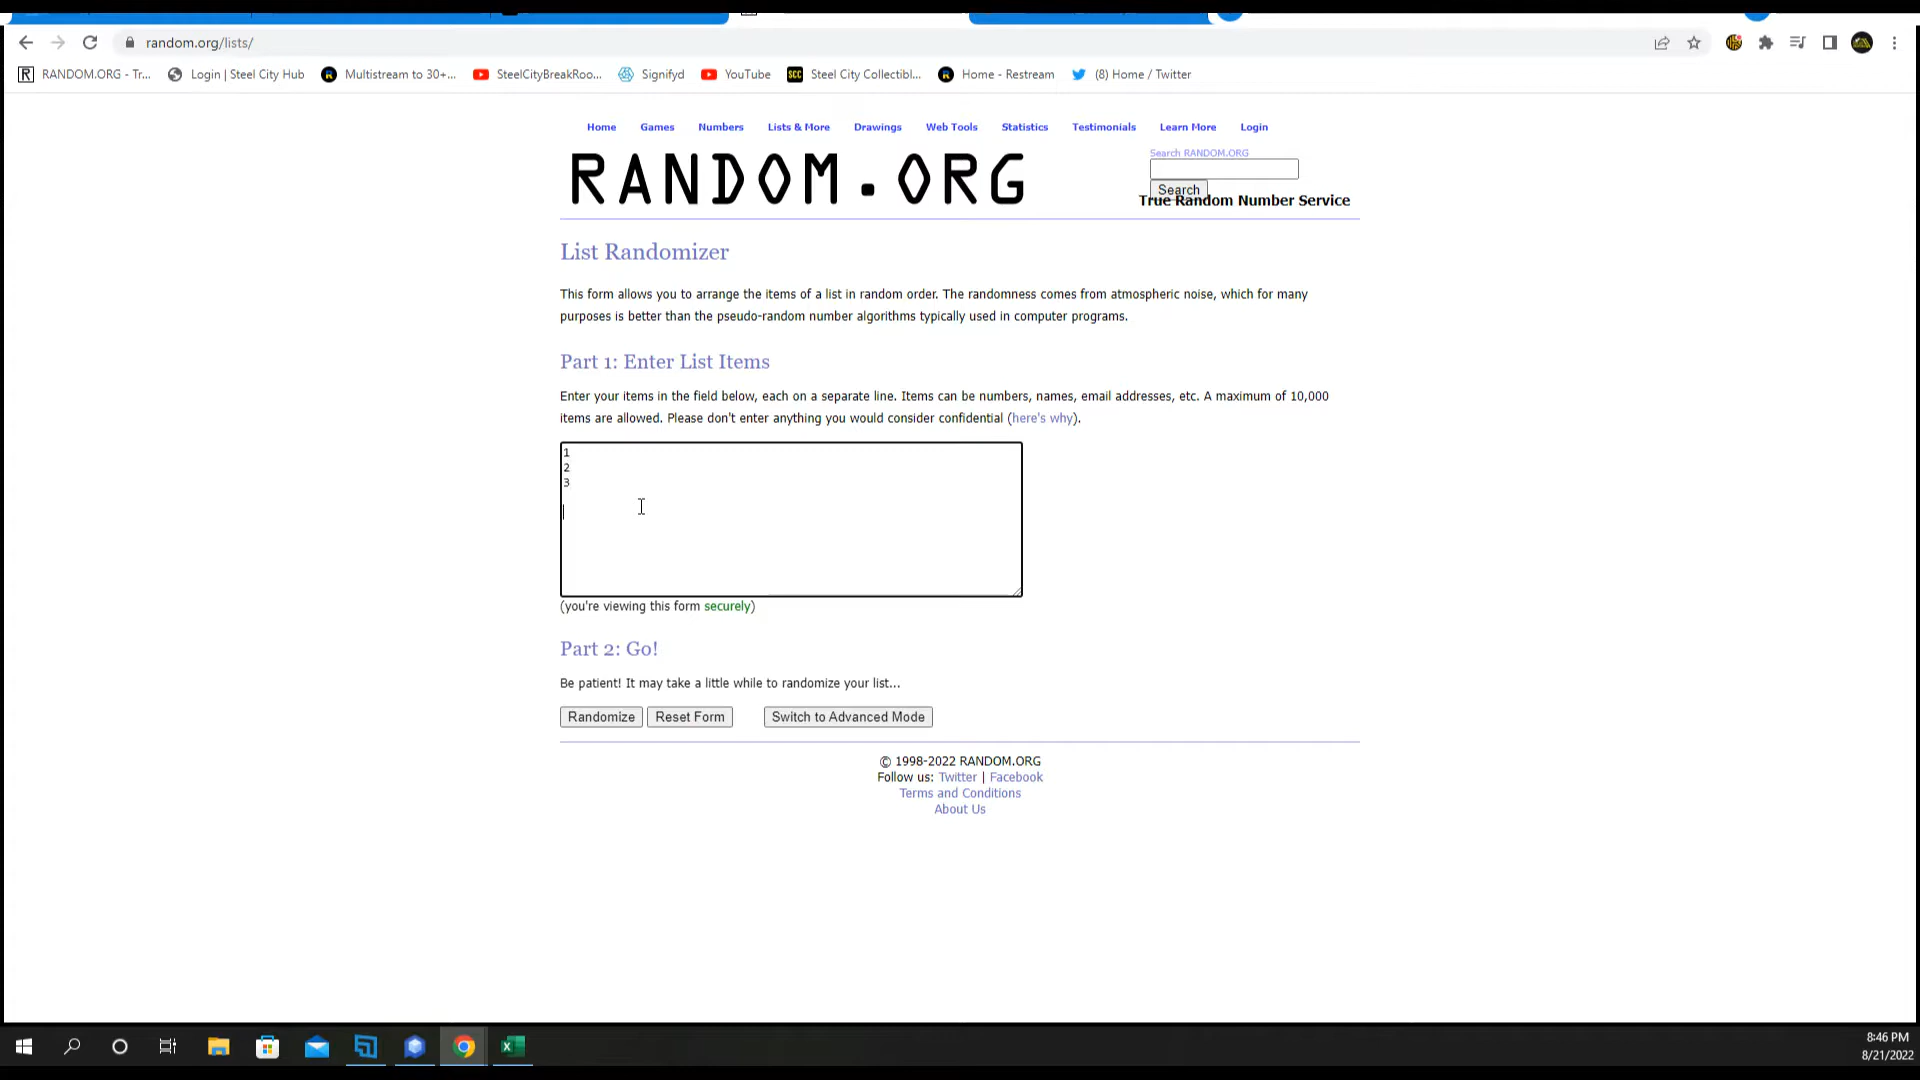 random.org/lists/
RANDOM.ORG - Tr...
Login | Steel City Hub
Multistream to 30+...
SteelCityBreakRoo...
Signifyd
YouTube
SCC
Steel City Collectibl...
Home - Restream
(8) Home / Twitter
Home
Games
Numbers
Lists & More
Drawings
Web Tools
Statistics
Testimonials
Learn More
Login
RANDOM.ORG
Search RANDOM.ORG
Search
True Random Number Service
List Randomizer
This form allows you to arrange the items of a list in random order. The randomness comes from atmospheric noise, which for many
purposes is better than the pseudo-random number algorithms typically used in computer programs.
Part 1: Enter List Items
Enter your items in the field below, each on a separate line. Items can be numbers, names, email addresses, etc. A maximum of 10,000
items are allowed. Please don't enter anything you would consider confidential (here's why).
1
2
3
(you're viewing this form securely)
Part 2: Go!
Be patient! It may take a little while to randomize your list...
Randomize
Reset Form
Switch to Advanced Mode
© 1998-2022 RANDOM.ORG
Follow us: Twitter | Facebook
Terms and Conditions
About Us
8:46 PM
8/21/2022